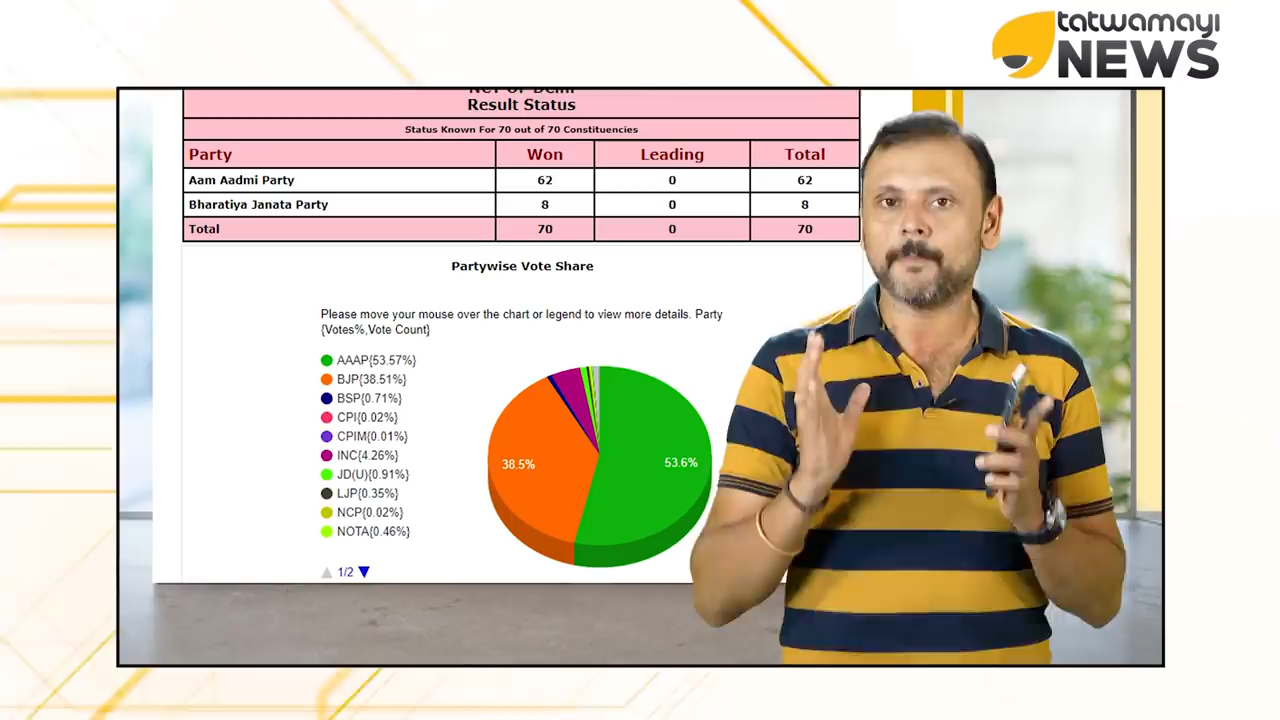 tatwamayi
NEWS
NCT OF Delhi
Result Status
Status Known For 70 out of 70 Constituencies
Party Won Leading Total
Aam Aadmi Party 62 0 62
Bharatiya Janata Party 8 0 8
Total 70 0 70
Partywise Vote Share
Please move your mouse over the chart or legend to view more details. Party
{Votes%,Vote Count}
AAAP{53.57%}
BJP{38.51%}
BSP{0.71%}
CPI{0.02%}
CPIM{0.01%}
INC{4.26%}
JD(U){0.91%}
LJP{0.35%}
NCP{0.02%}
NOTA{0.46%}
1/2
38.5%
53.6%